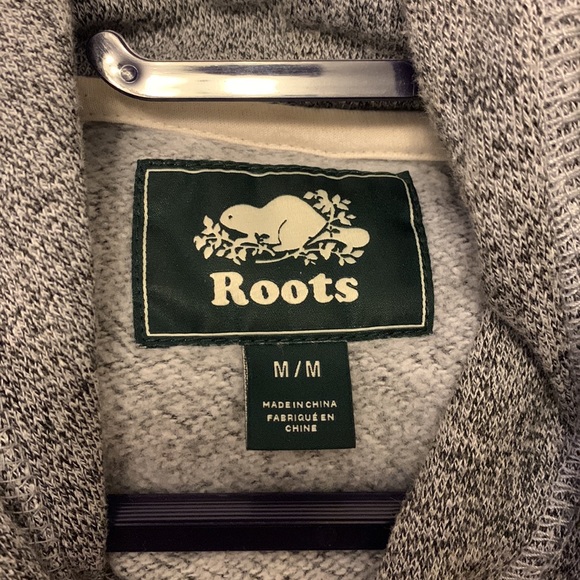 Roots
M/M
MADE IN CHINA
FABRIQUÉ EN
CHINE